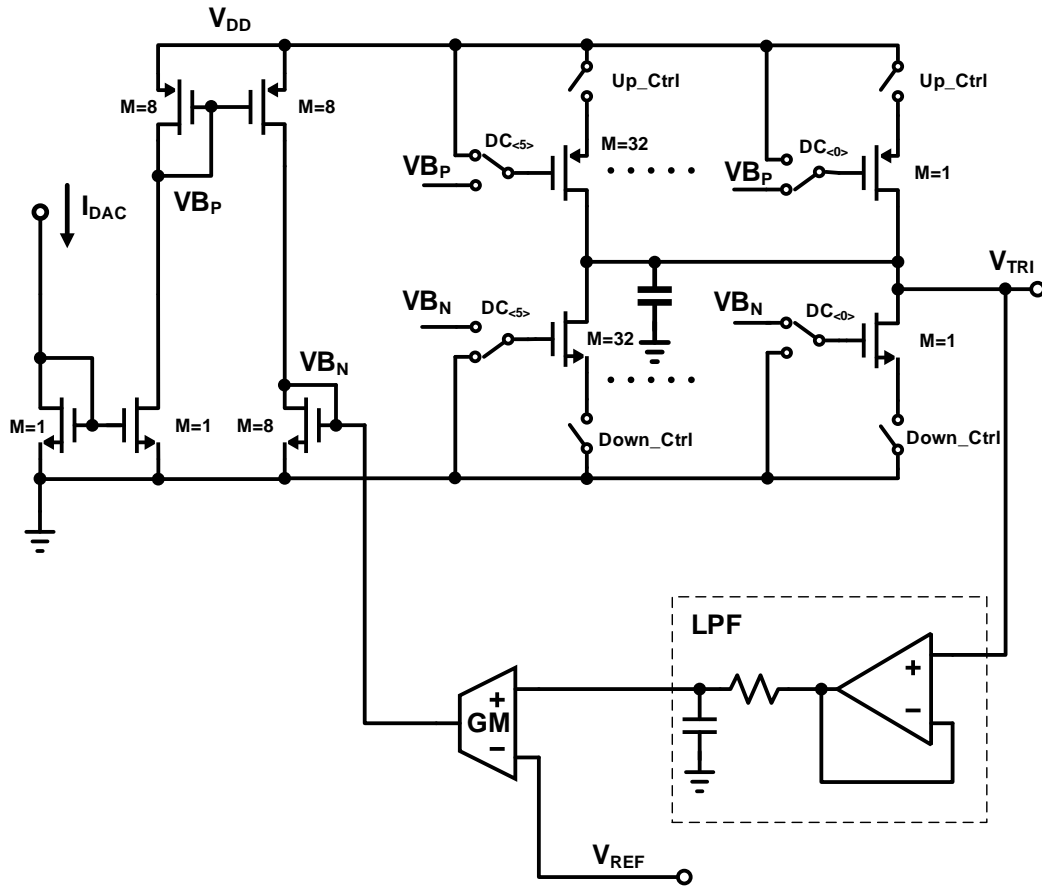 VDD
Up_Ctrl
Up_Ctrl
M=8
M=8
DC<5>
M=32
DC<0>
VBP
VBP
M=1
VBP
IDAC
VTRI
VBN
DC<5>
VBN
DC<0>
M=32
M=1
VBN
M=1
M=1
M=8
Down_Ctrl
Down_Ctrl
LPF
+
−
+
GM
−
VREF